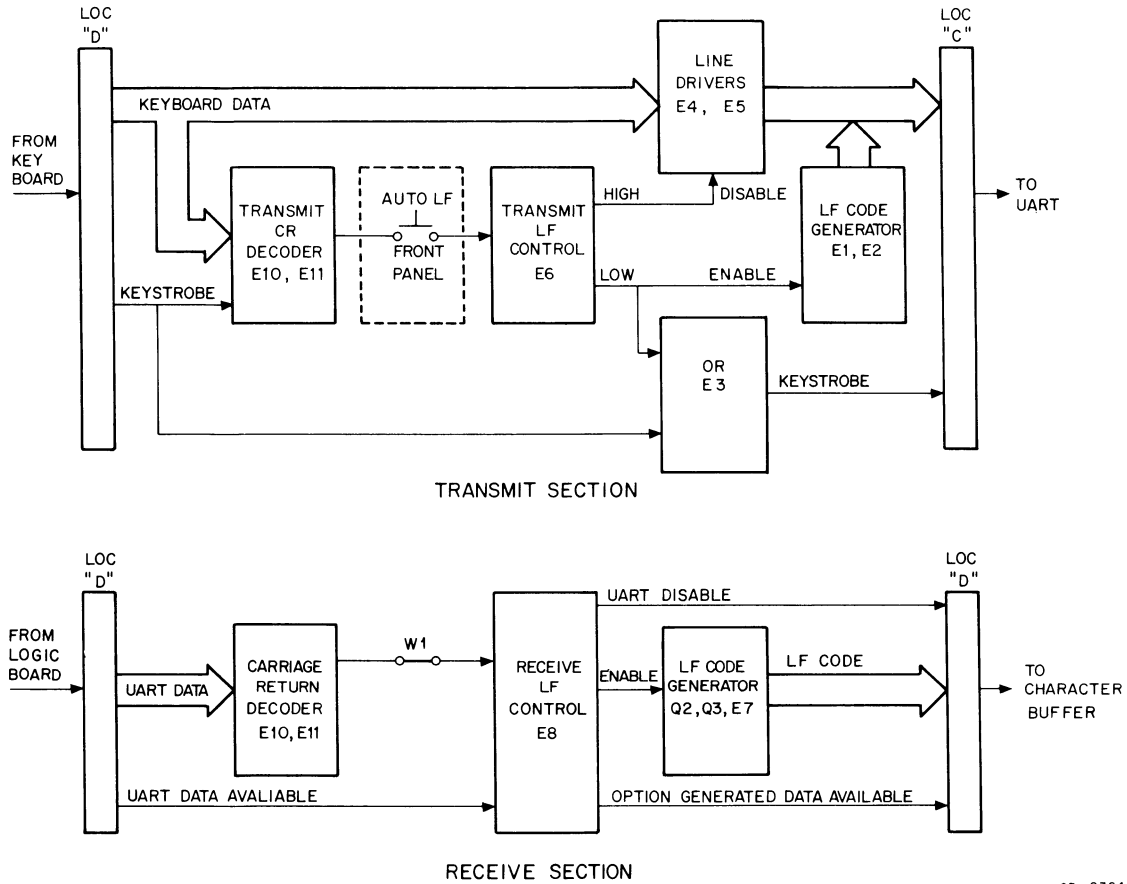 LOC
"D"
LOC
"C"
LINE
DRIVERS
E4, E5
KEYBOARD DATA
FROM
KEY
BOARD
TRANSMIT
CR
DECODER
E10, E11
AUTO LF
FRONT
PANEL
TRANSMIT
LF
CONTROL
E6
HIGH
DISABLE
LF CODE
GENERATOR
E1, E2
TO
UART
LOW
ENABLE
KEYSTROBE
OR
E3
KEYSTROBE
TRANSMIT SECTION
LOC
"D"
LOC
"D"
FROM
LOGIC
BOARD
UART DATA
CARRIAGE
RETURN
DECODER
E10, E11
W1
RECEIVE
LF
CONTROL
E8
UART DISABLE
ENABLE
LF CODE
GENERATOR
Q2, Q3, E7
LF CODE
TO
CHARACTER
BUFFER
UART DATA AVALIABLE
OPTION GENERATED DATA AVAILABLE
RECEIVE SECTION